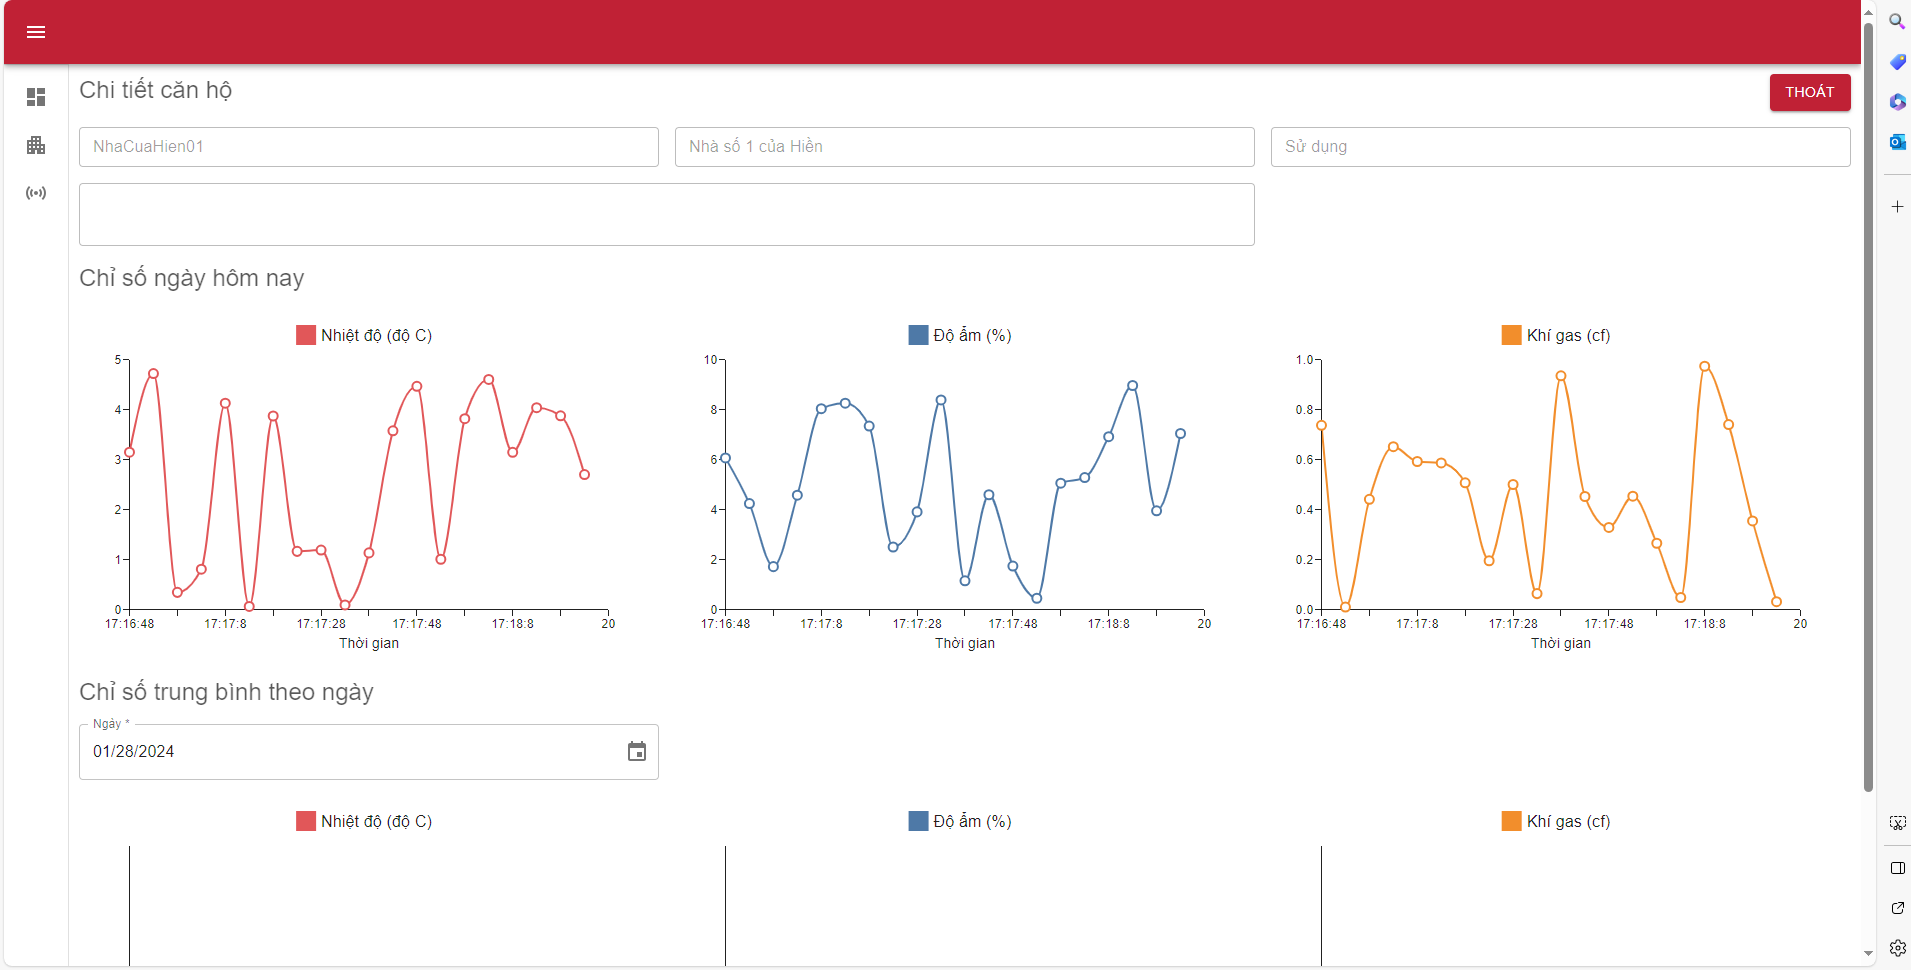 Chi tiết căn hộ
THOÁT
NhaCuaHien01
Nhà số 1 của Hiền
Sử dụng
Chỉ số ngày hôm nay
Nhiệt độ (độ C)
5
4
3
2
1
0
17:16:48 17:17:8 17:17:28 17:17:48 17:18:8 20
Thời gian
Độ ẩm (%)
10
8
6
4
2
0
17:16:48 17:17:8 17:17:28 17:17:48 17:18:8 20
Thời gian
Khí gas (cf)
1.0
0.8
0.6
0.4
0.2
0.0
17:16:48 17:17:8 17:17:28 17:17:48 17:18:8 20
Thời gian
Chỉ số trung bình theo ngày
Ngày *
01/28/2024
Nhiệt độ (độ C)
Độ ẩm (%)
Khí gas (cf)